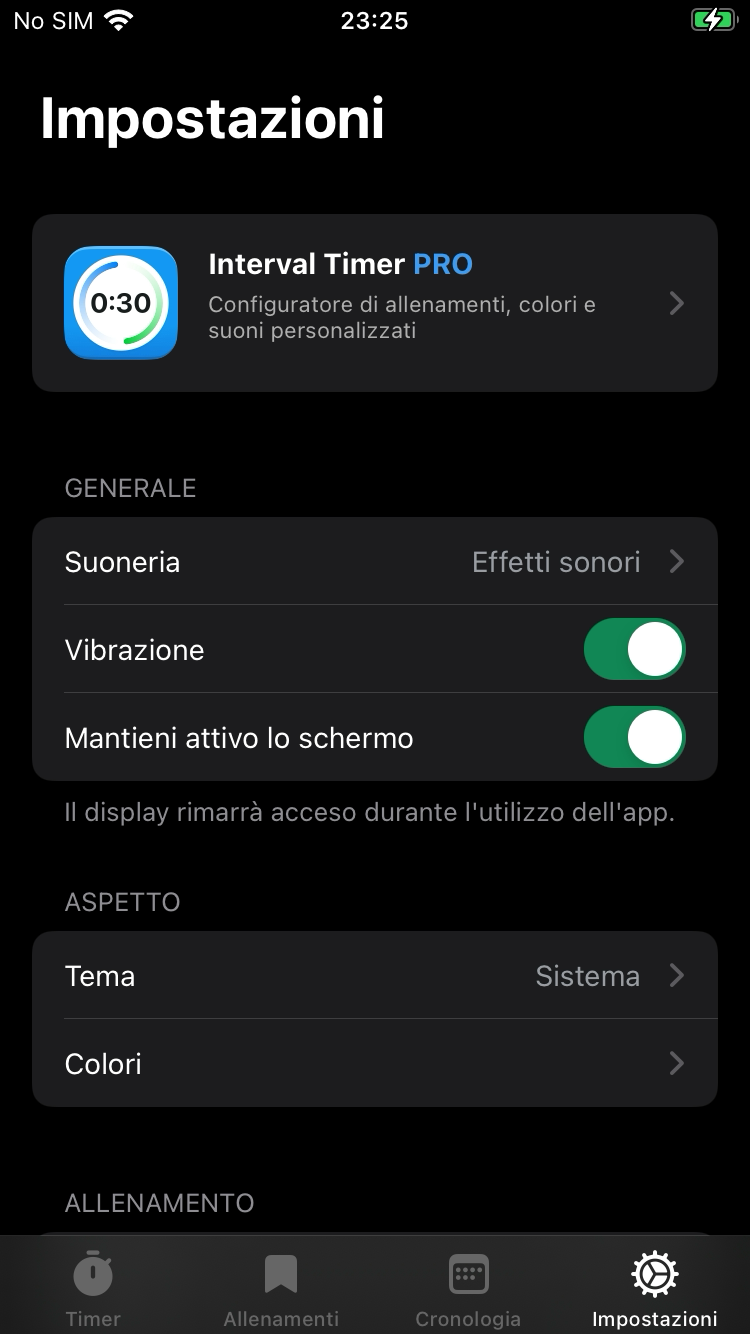 No SIM 23:25
Impostazioni
0:30
Interval Timer PRO
Configuratore di allenamenti, colori e
suoni personalizzati
GENERALE
Suoneria Effetti sonori
Vibrazione
Mantieni attivo lo schermo
Il display rimarrà acceso durante l'utilizzo dell'app.
ASPETTO
Tema Sistema
Colori
ALLENAMENTO
Timer Allenamenti Cronologia Impostazioni